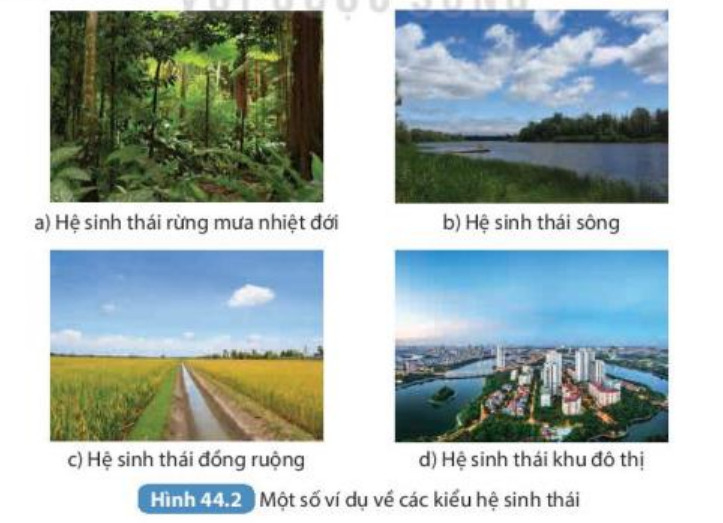 a) Hệ sinh thái rừng mưa nhiệt đới
b) Hệ sinh thái sông
c) Hệ sinh thái đồng ruộng
d) Hệ sinh thái khu đô thị
Hình 44.2 Một số ví dụ về các kiểu hệ sinh thái